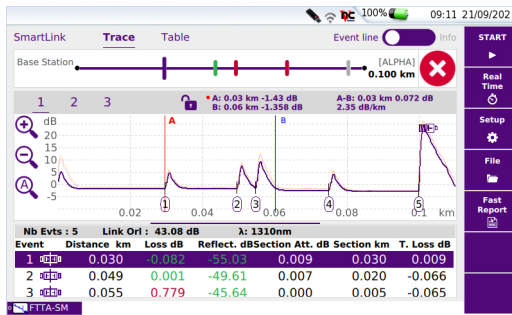 100%
09:11 21/09/202
SmartLink Trace Table Event line Info
START
Base Station
[ALPHA]
0.100 km
Real
Time
1 2 3
A: 0.03 km -1.43 dB
B: 0.06 km -1.358 dB
A-B: 0.03 km 0.072 dB
2.35 dB/km
Setup
File
Fast
Report
dB
20
15
10
5
0
-5
A
A
B
1 2 3 4 5
0.02 0.04 0.06 0.08 0.1 km
Nb Evts : 5 Link Orl : 43.08 dB λ: 1310nm
Event Distance km Loss dB Reflect. dB Section Att. dB Section km T. Loss dB
1 0.030 -0.082 -55.03 0.009 0.030 0.009
2 0.049 0.001 -49.61 0.007 0.020 -0.066
3 0.055 0.779 -45.64 0.000 0.005 -0.065
FTTA-SM